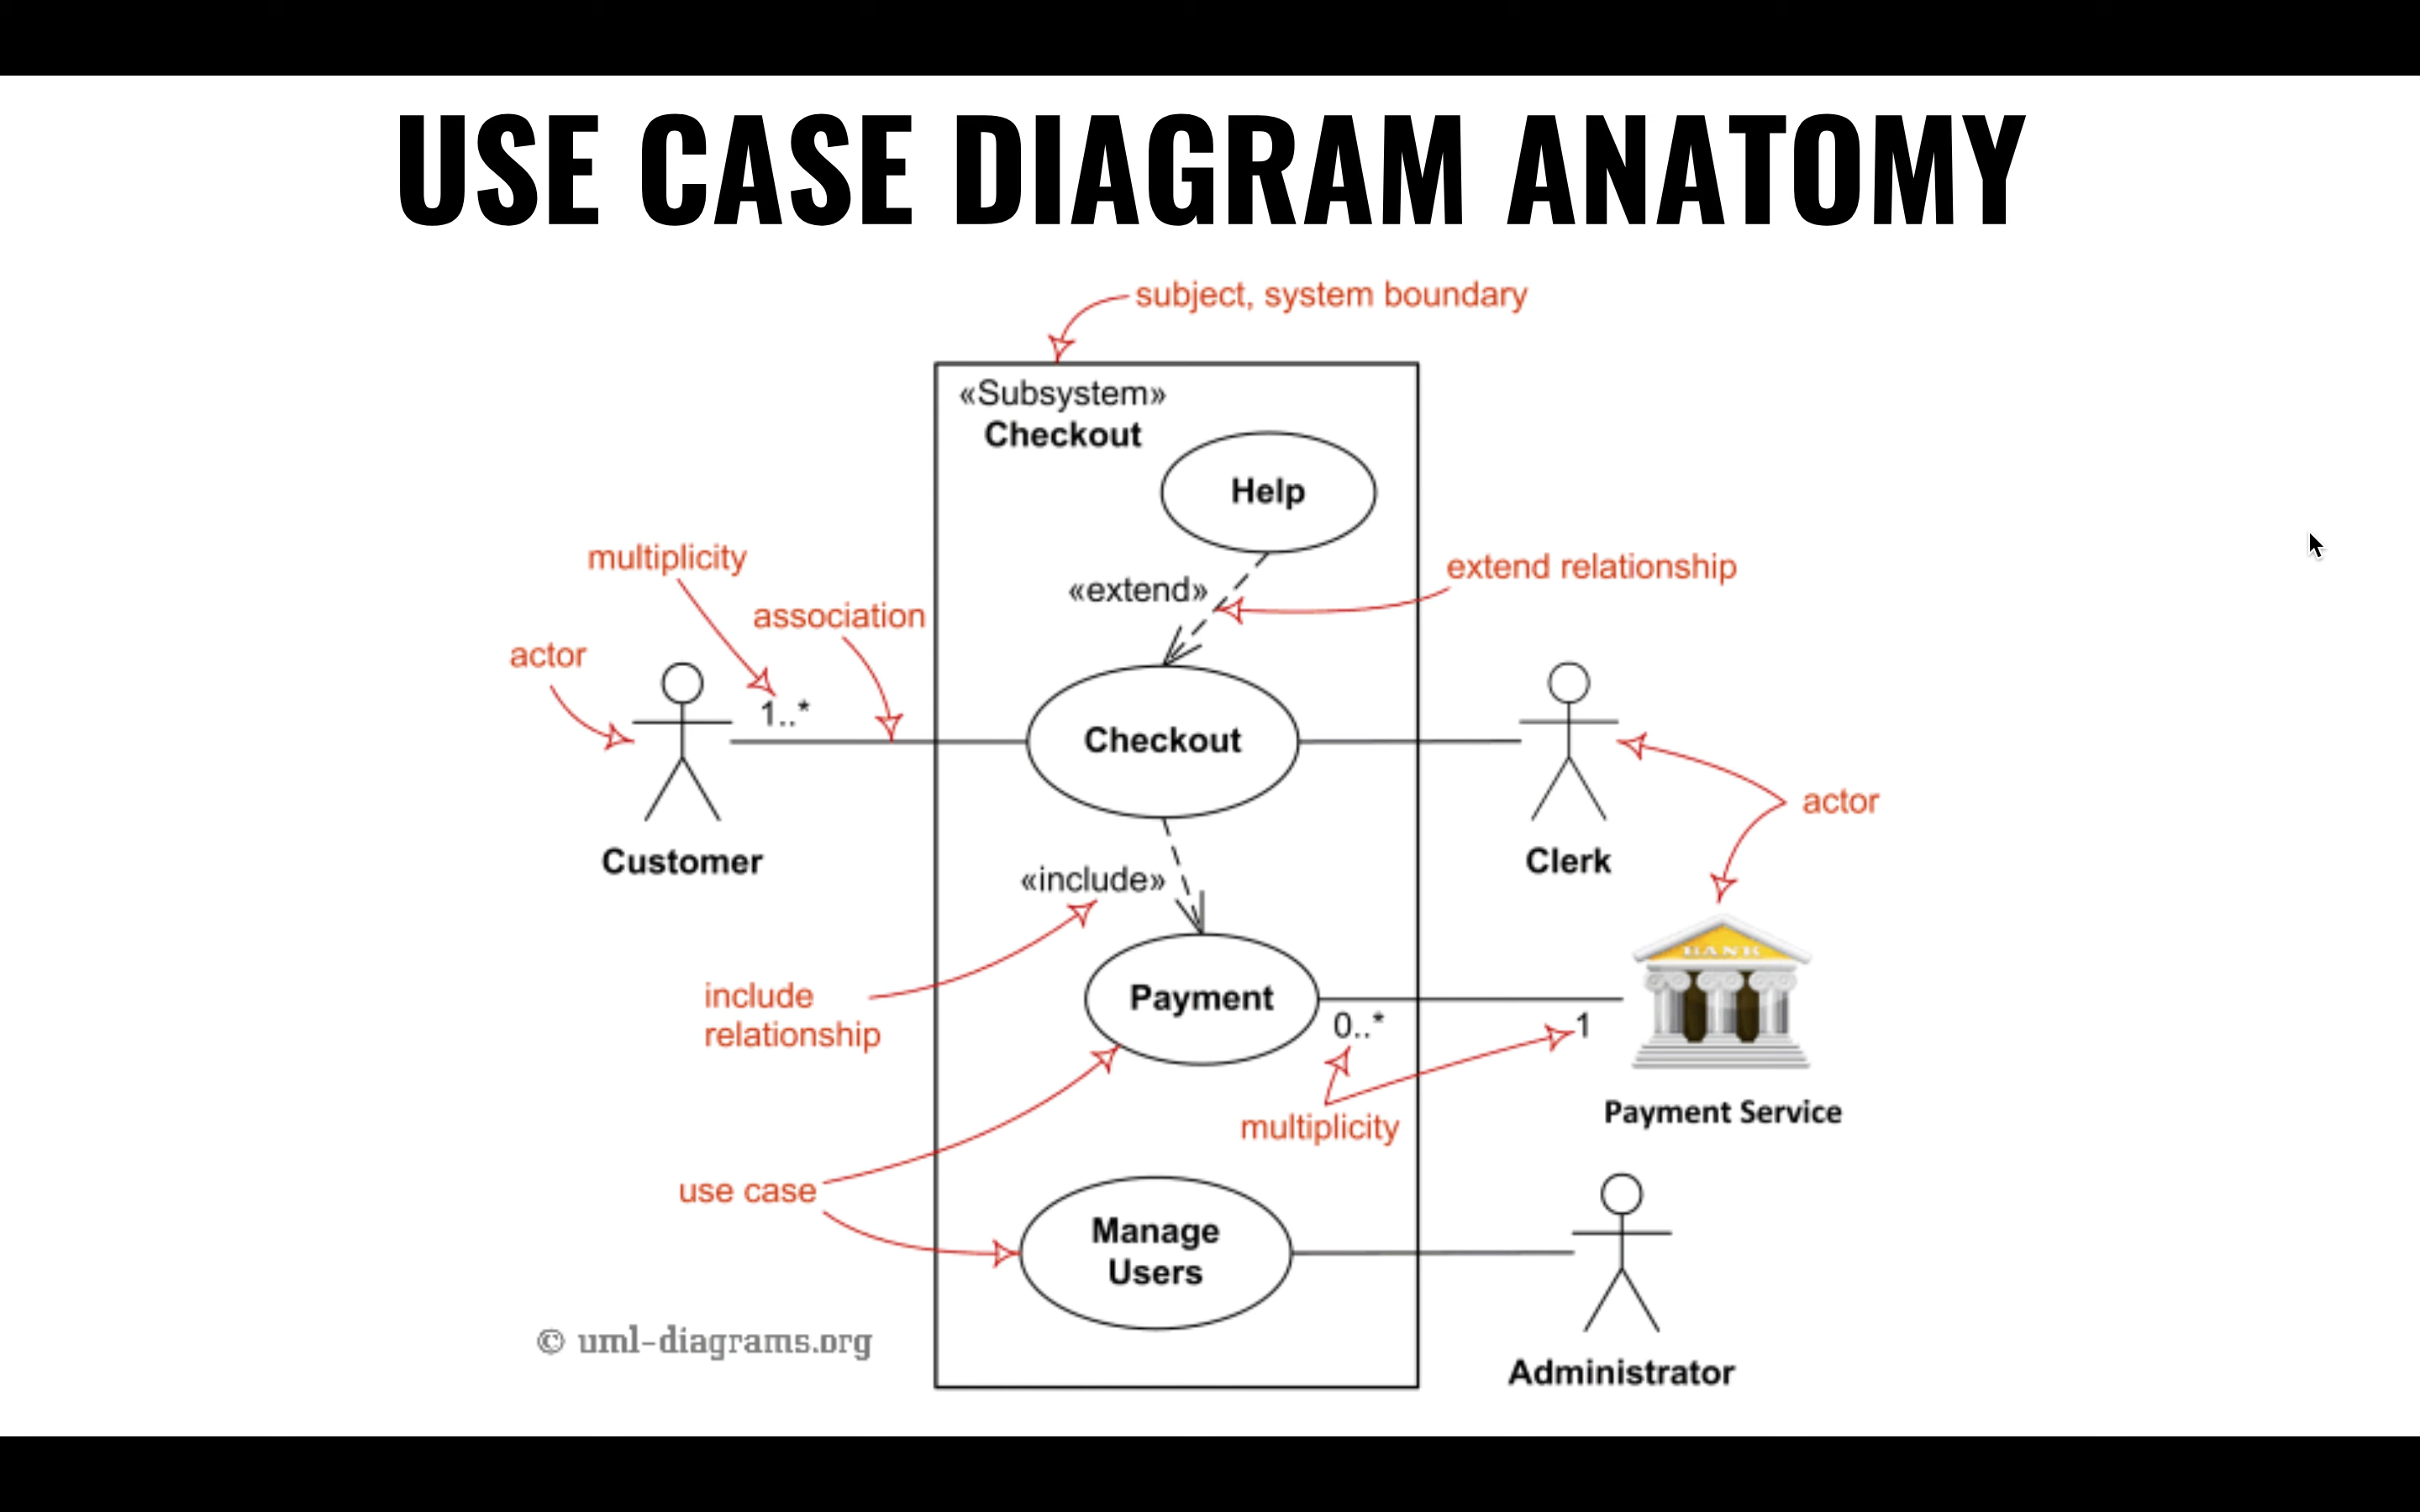 USE CASE DIAGRAM ANATOMY
subject, system boundary
«Subsystem»
Checkout
Help
multiplicity
«extend»
extend relationship
association
actor
1..*
Checkout
actor
Customer
Clerk
«include»
BANK
include
relationship
Payment
0..*
1
multiplicity
Payment Service
use case
Manage
Users
© uml-diagrams.org
Administrator